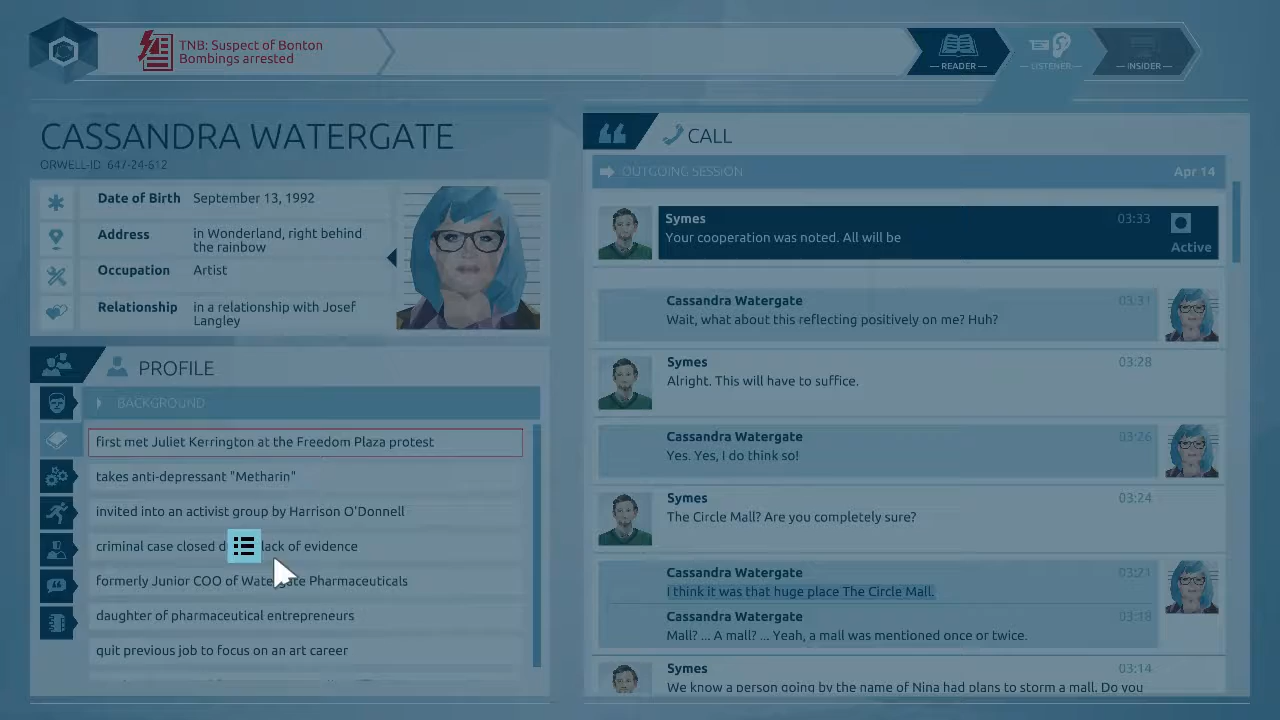 TNB: Suspect of Bonton
Bombings arrested
— READER —
— LISTENER —
— INSIDER —
CASSANDRA WATERGATE
ORWELL-ID 647-24-612
Date of Birth September 13, 1992
Address in Wonderland, right behind
the rainbow
Occupation Artist
Relationship in a relationship with Josef
Langley
PROFILE
BACKGROUND
first met Juliet Kerrington at the Freedom Plaza protest
takes anti-depressant "Metharin"
invited into an activist group by Harrison O'Donnell
criminal case closed d lack of evidence
formerly Junior COO of Watergate Pharmaceuticals
daughter of pharmaceutical entrepreneurs
quit previous job to focus on an art career
CALL
OUTGOING SESSION Apr 14
Symes 03:33
Your cooperation was noted. All will be
Active
Cassandra Watergate 03:31
Wait, what about this reflecting positively on me? Huh?
Symes 03:28
Alright. This will have to suffice.
Cassandra Watergate 03:26
Yes. Yes, I do think so!
Symes 03:24
The Circle Mall? Are you completely sure?
Cassandra Watergate 03:21
I think it was that huge place The Circle Mall.
Cassandra Watergate 03:18
Mall? ... A mall? ... Yeah, a mall was mentioned once or twice.
Symes 03:14
We know a person going by the name of Nina had plans to storm a mall. Do you